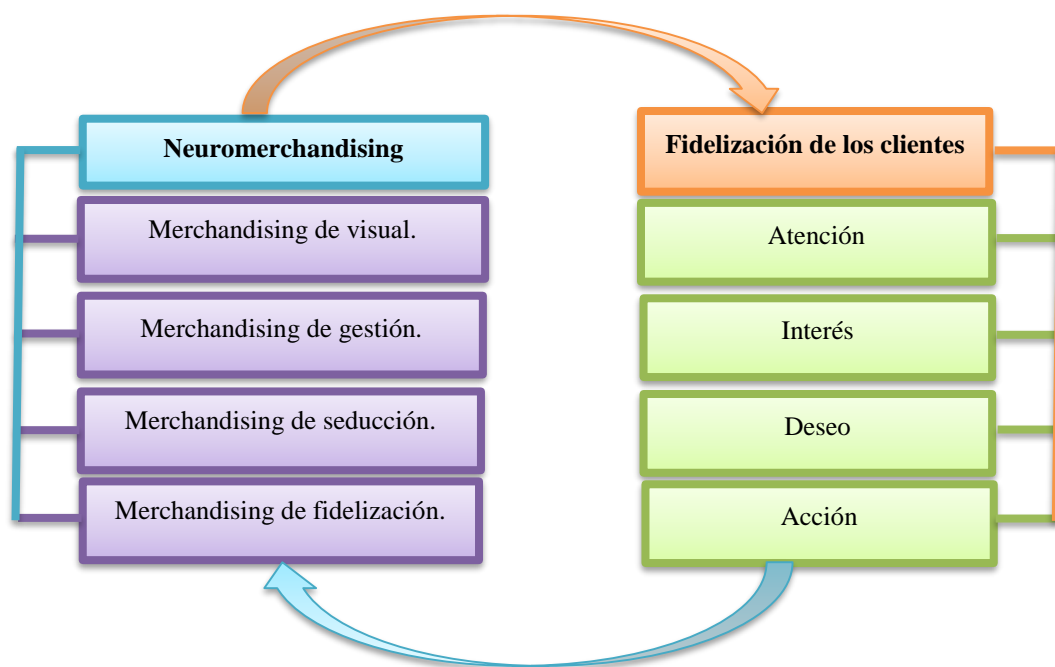 Neuromerchandising
Merchandising de visual.
Merchandising de gestión.
Merchandising de seducción.
Merchandising de fidelización.
Fidelización de los clientes
Atención
Interés
Deseo
Acción